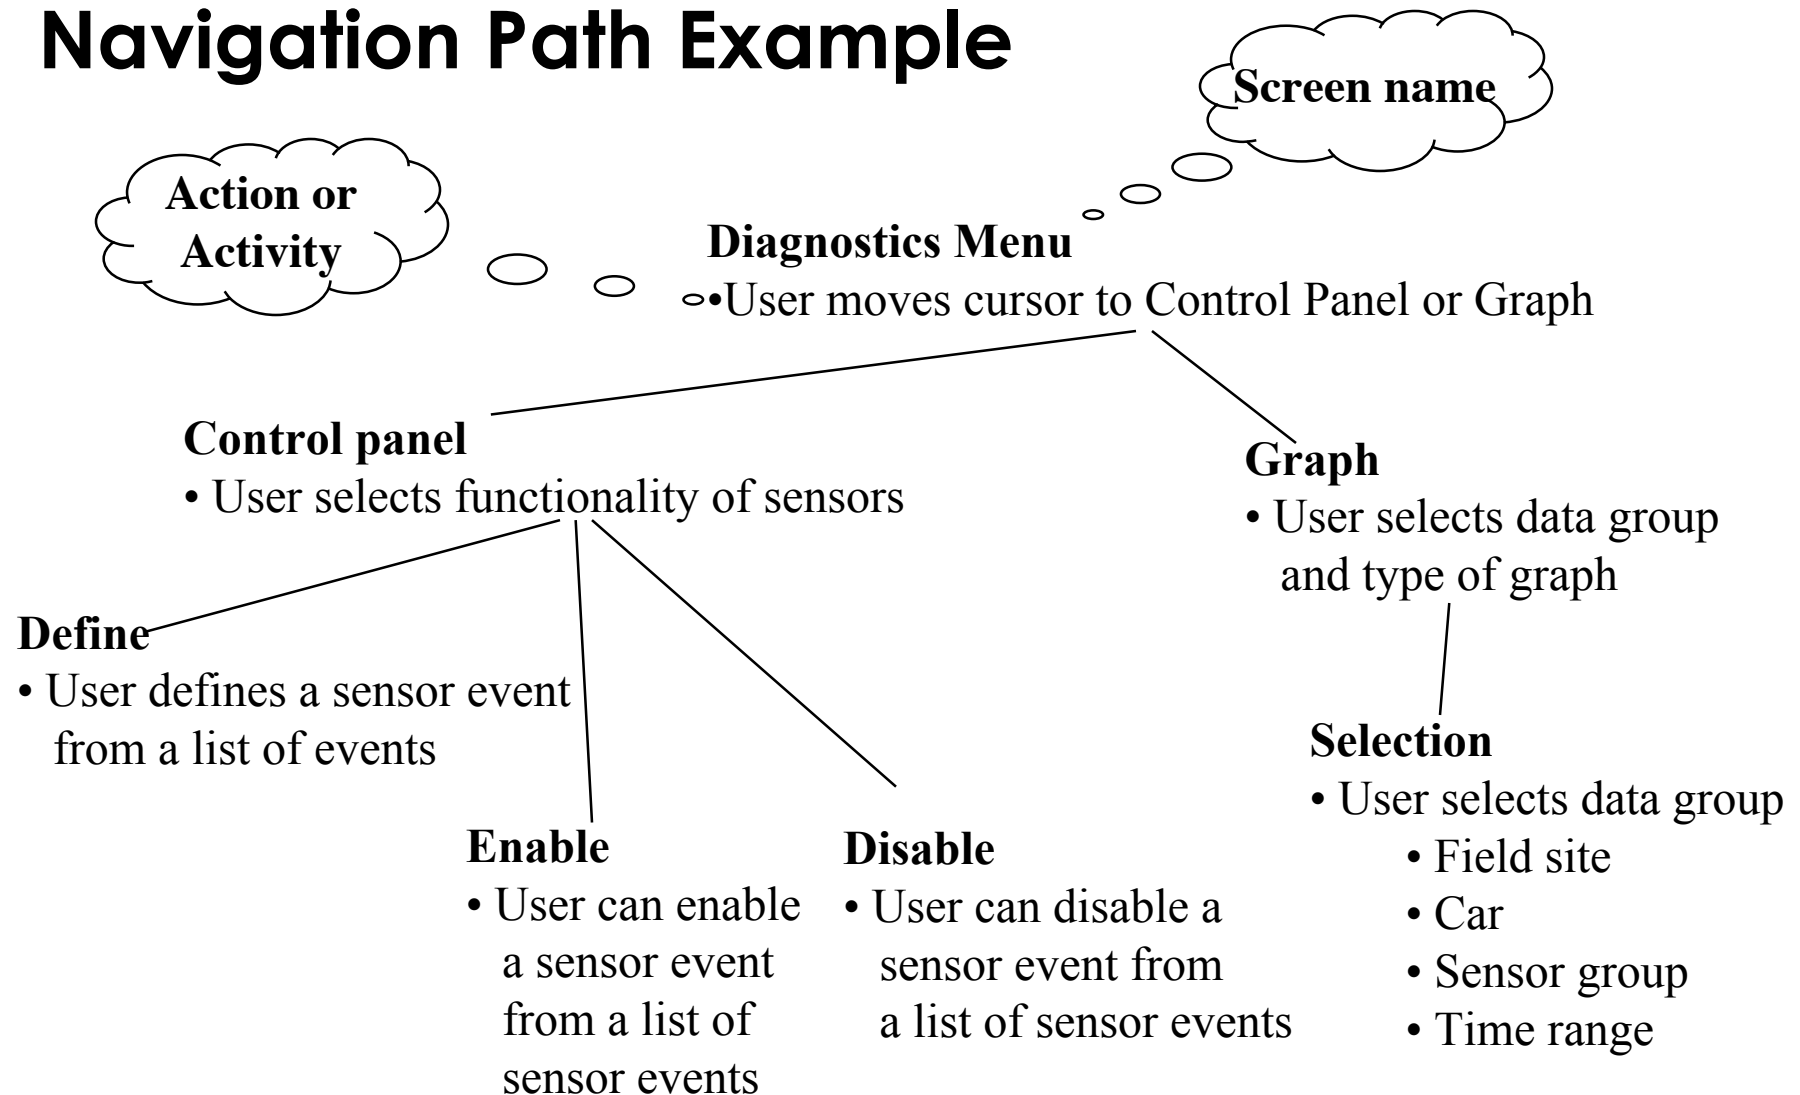 Navigation Path Example
Screen name
Action or
Activity
Diagnostics Menu
•User moves cursor to Control Panel or Graph
Control panel
• User selects functionality of sensors
Graph
• User selects data group
and type of graph
Define
• User defines a sensor event
from a list of events
Enable
• User can enable
a sensor event
from a list of
sensor events
Disable
• User can disable a
sensor event from
a list of sensor events
Selection
• User selects data group
• Field site
• Car
• Sensor group
• Time range